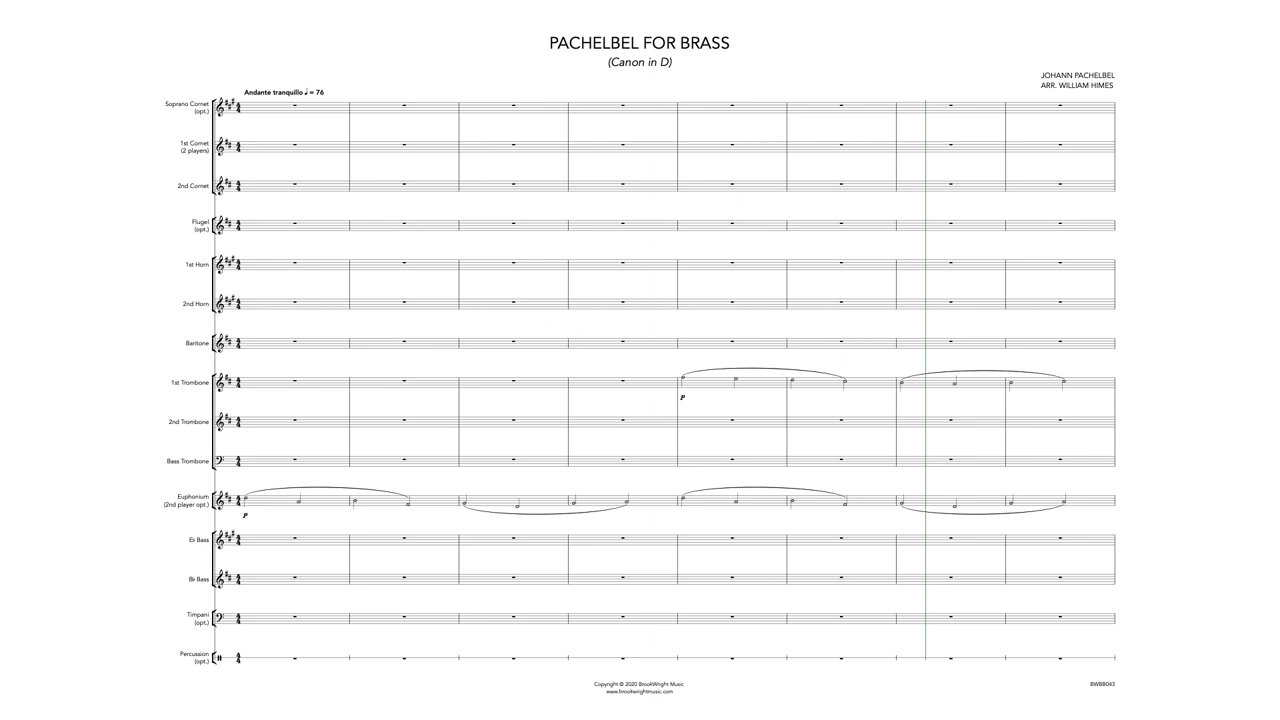 PACHELBEL FOR BRASS
(Canon in D)
JOHANN PACHELBEL
ARR. WILLIAM HIMES
Andante tranquillo ♩ = 76
Soprano Cornet
(opt.)
1st Cornet
(2 players)
2nd Cornet
Flugel
(opt.)
1st Horn
2nd Horn
Baritone
1st Trombone
p
2nd Trombone
Bass Trombone
Euphonium
(2nd player opt.)
p
E♭ Bass
B♭ Bass
Timpani
(opt.)
Percussion
(opt.)
Copyright © 2020 BrookWright Music
www.brookwrightmusic.com
BWBB043